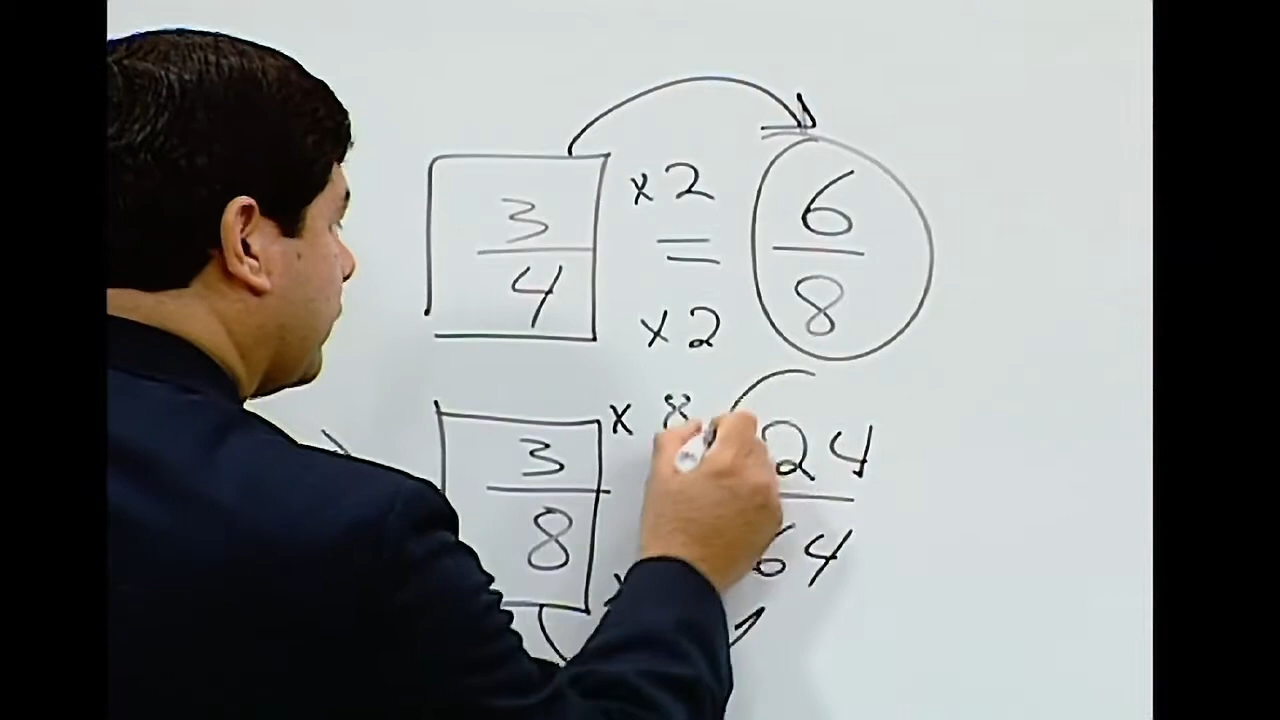 3/4 x2 = x2 6/8
3/8 x 8 x 24/64